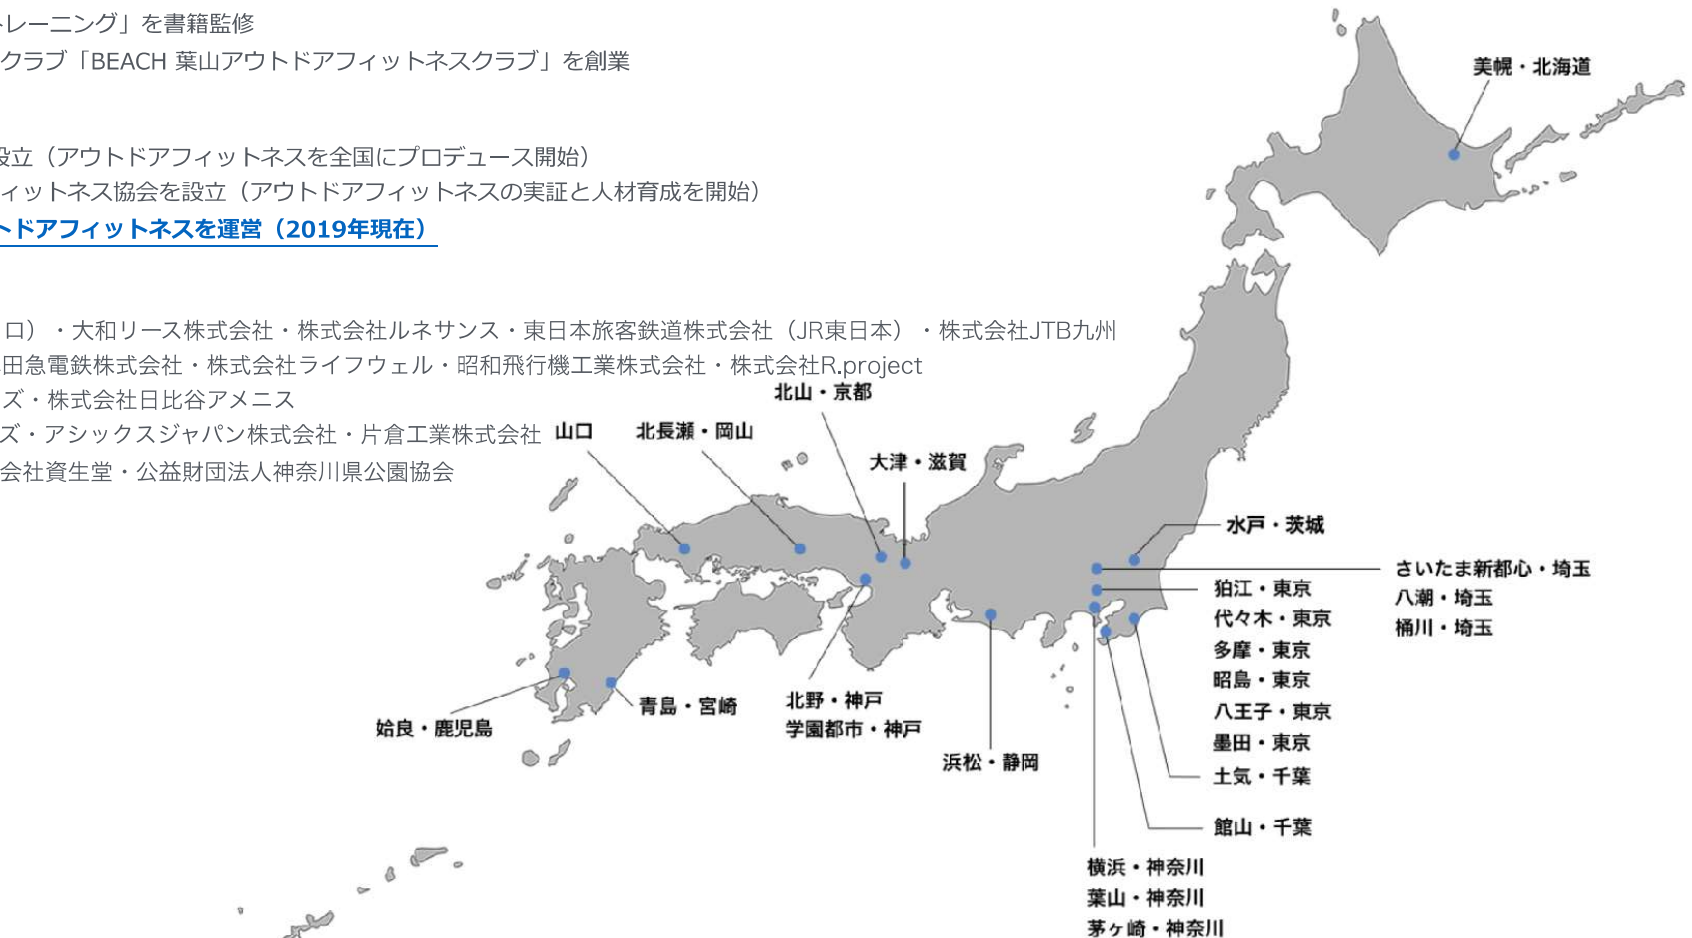 トレーニング」を書籍監修
クラブ「BEACH 葉山アウトドアフィットネスクラブ」を創業
設立（アウトドアフィットネスを全国にプロデュース開始）
ィットネス協会を設立（アウトドアフィットネスの実証と人材育成を開始）
トドアフィットネスを運営（2019年現在）
ロ）・大和リース株式会社・株式会社ルネサンス・東日本旅客鉄道株式会社（JR東日本）・株式会社JTB九州
田急電鉄株式会社・株式会社ライフウェル・昭和飛行機工業株式会社・株式会社R.project
ズ・株式会社日比谷アメニス
ズ・アシックスジャパン株式会社・片倉工業株式会社
会社資生堂・公益財団法人神奈川県公園協会
美幌・北海道
北山・京都
山口
北長瀬・岡山
大津・滋賀
水戸・茨城
さいたま新都心・埼玉
八潮・埼玉
桶川・埼玉
狛江・東京
代々木・東京
多摩・東京
昭島・東京
八王子・東京
墨田・東京
土気・千葉
館山・千葉
横浜・神奈川
葉山・神奈川
茅ヶ崎・神奈川
浜松・静岡
北野・神戸
学園都市・神戸
青島・宮崎
姶良・鹿児島